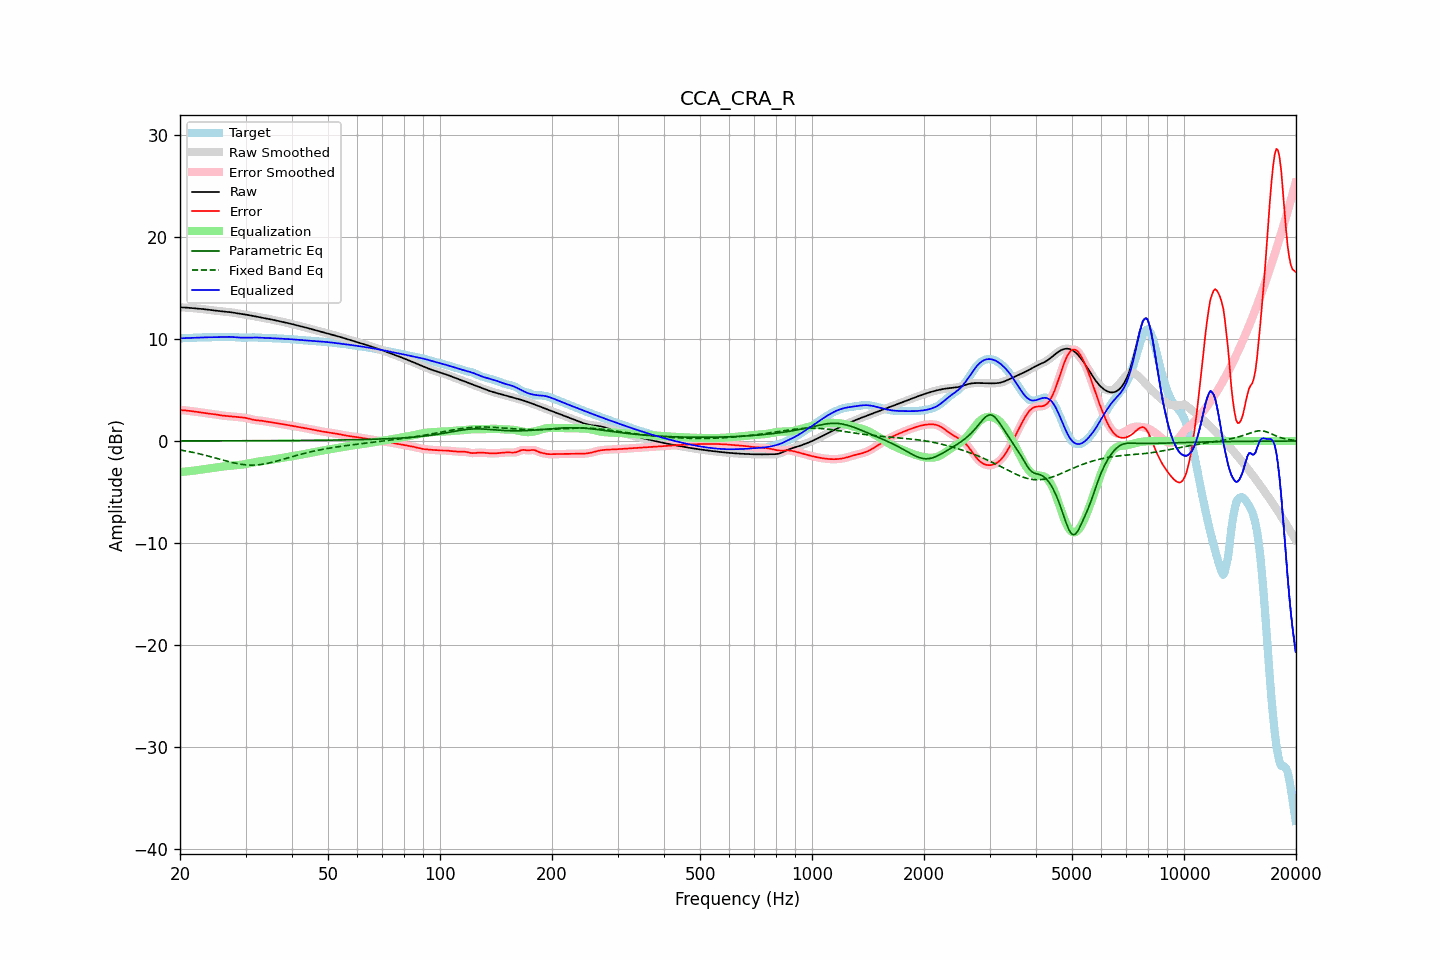 CCA_CRA_R
Target
Raw Smoothed
Error Smoothed
Raw
Error
Equalization
Parametric Eq
Fixed Band Eq
Equalized
30
20
10
0
−10
−20
−30
−40
Amplitude (dBr)
20 50 100 200 500 1000 2000 5000 10000 20000
Frequency (Hz)